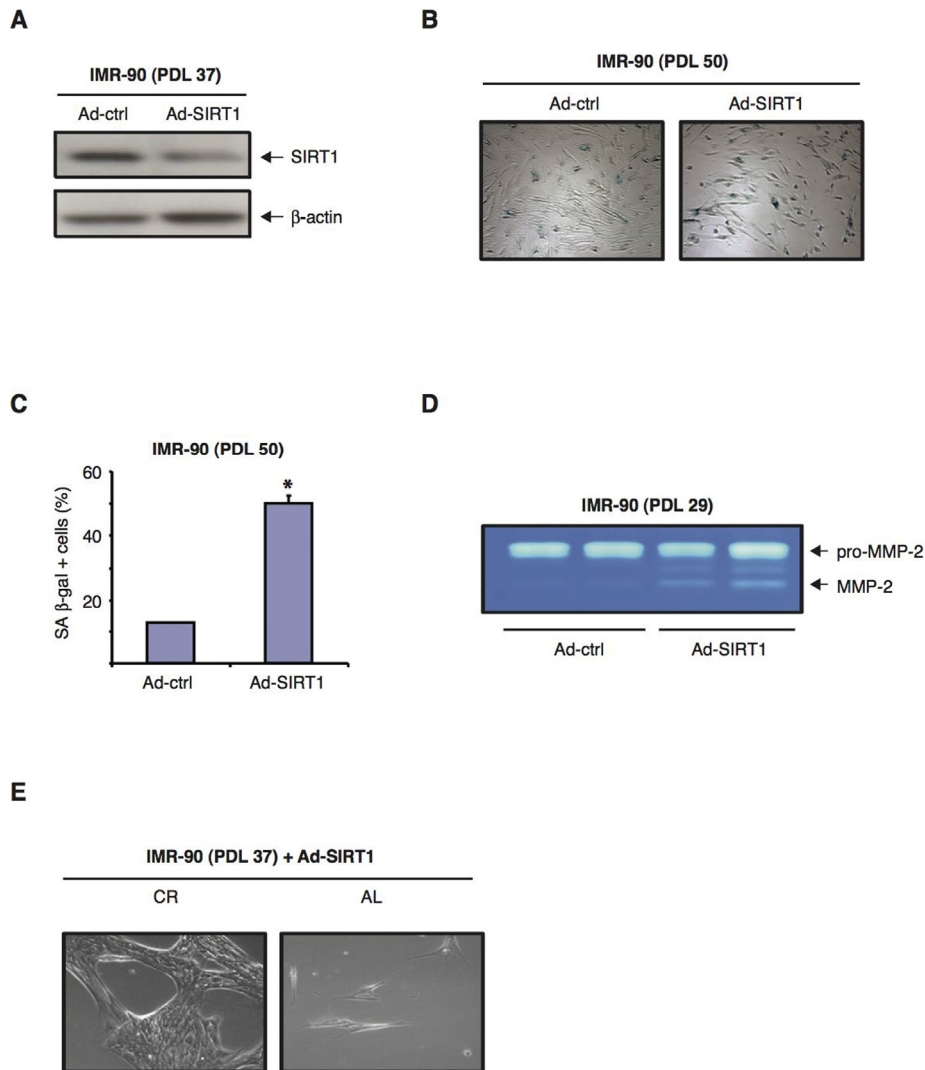 A
IMR-90 (PDL 37)
Ad-ctrl Ad-SIRT1
SIRT1
β-actin
B
IMR-90 (PDL 50)
Ad-ctrl Ad-SIRT1
C
IMR-90 (PDL 50)
SA β-gal + cells (%)
60
40
20
*
Ad-ctrl Ad-SIRT1
D
IMR-90 (PDL 29)
pro-MMP-2
MMP-2
Ad-ctrl Ad-SIRT1
E
IMR-90 (PDL 37) + Ad-SIRT1
CR AL